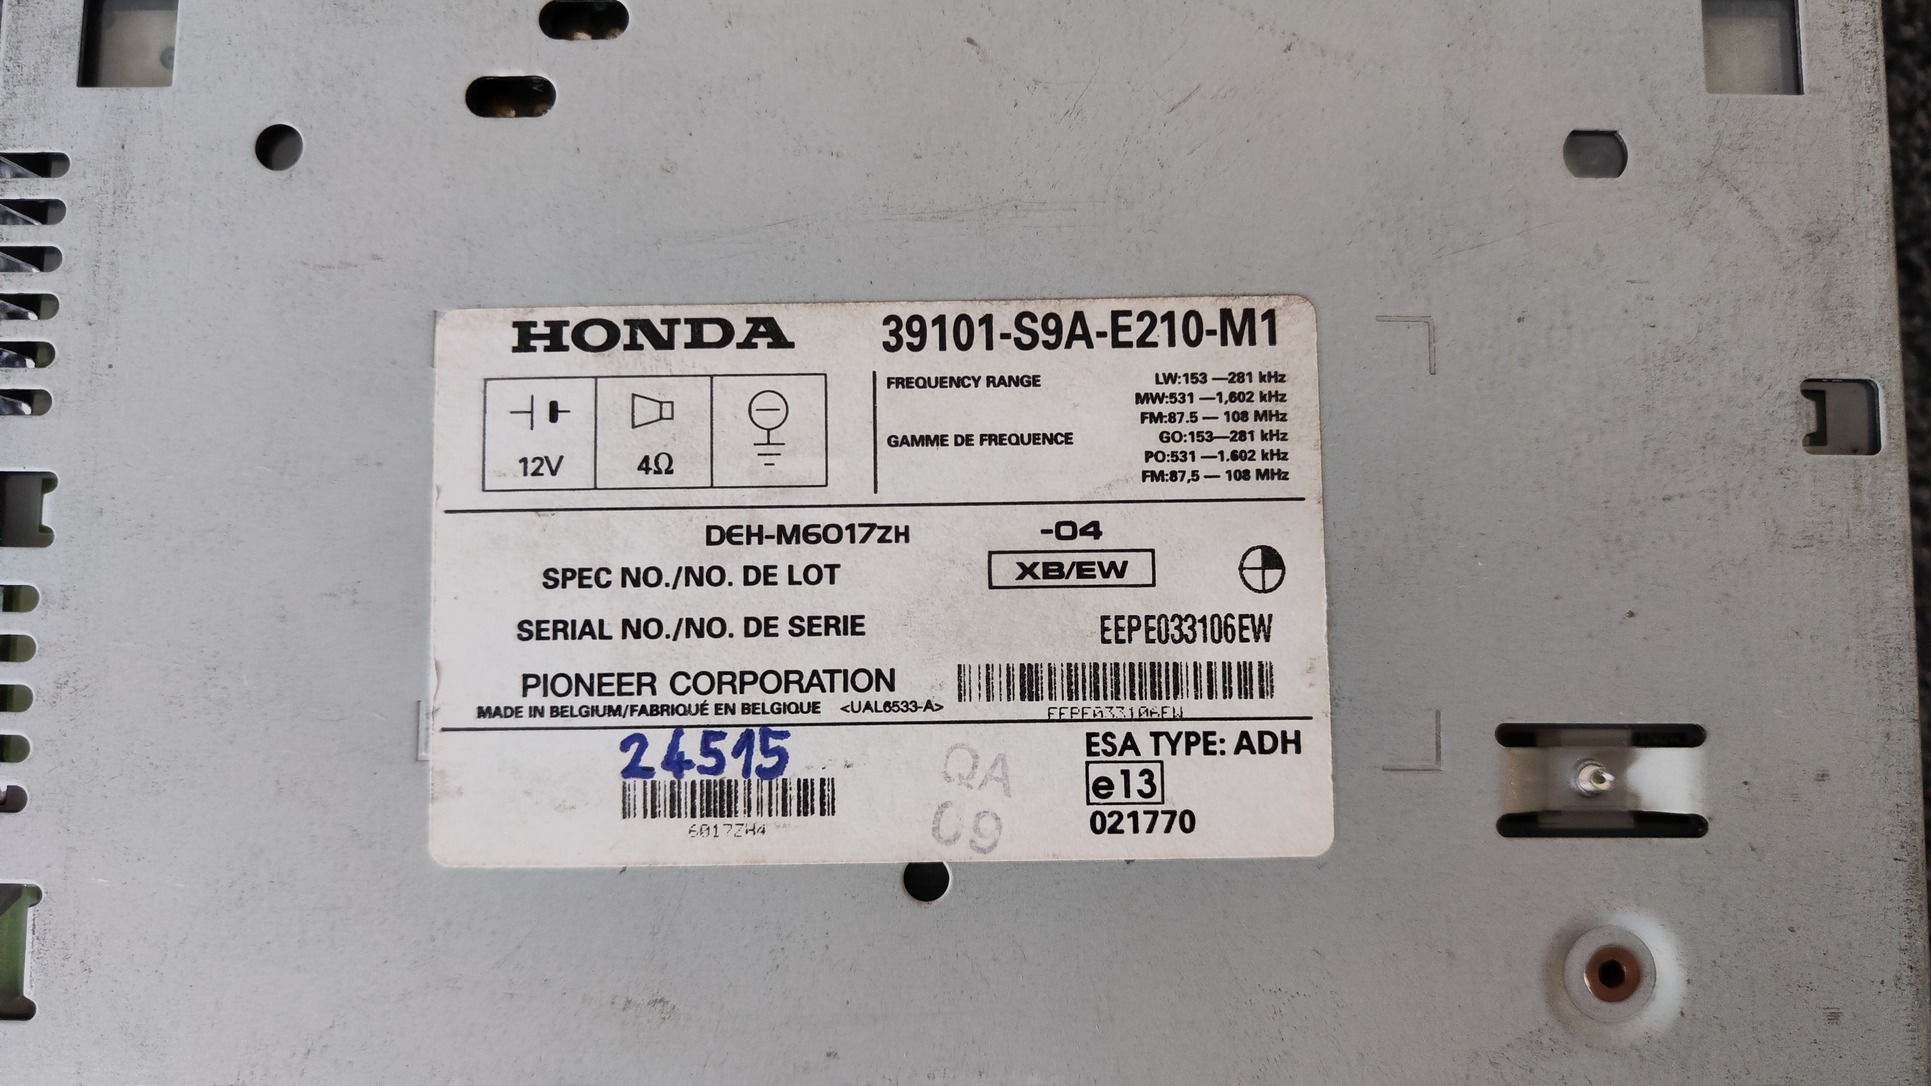 HONDA 39101-S9A-E210-M1
12V 4Ω
FREQUENCY RANGE LW:153 —281 kHz
MW:531 —1,602 kHz
FM:87.5 — 108 MHz
GAMME DE FREQUENCE GO:153—281 kHz
PO:531 —1.602 kHz
FM:87,5 — 108 MHz
DEH-M6017ZH -04
SPEC NO./NO. DE LOT XB/EW
SERIAL NO./NO. DE SERIE EEPE033106EW
PIONEER CORPORATION
MADE IN BELGIUM/FABRIQUÉ EN BELGIQUE <UAL6533-A>
EEPE033106EW
24515
6017ZH4
QA
09
ESA TYPE: ADH
e13
021770